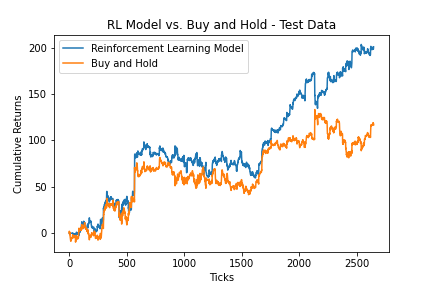 RL Model vs. Buy and Hold - Test Data
Reinforcement Learning Model
Buy and Hold
Cumulative Returns
200
150
100
50
0
0 500 1000 1500 2000 2500
Ticks